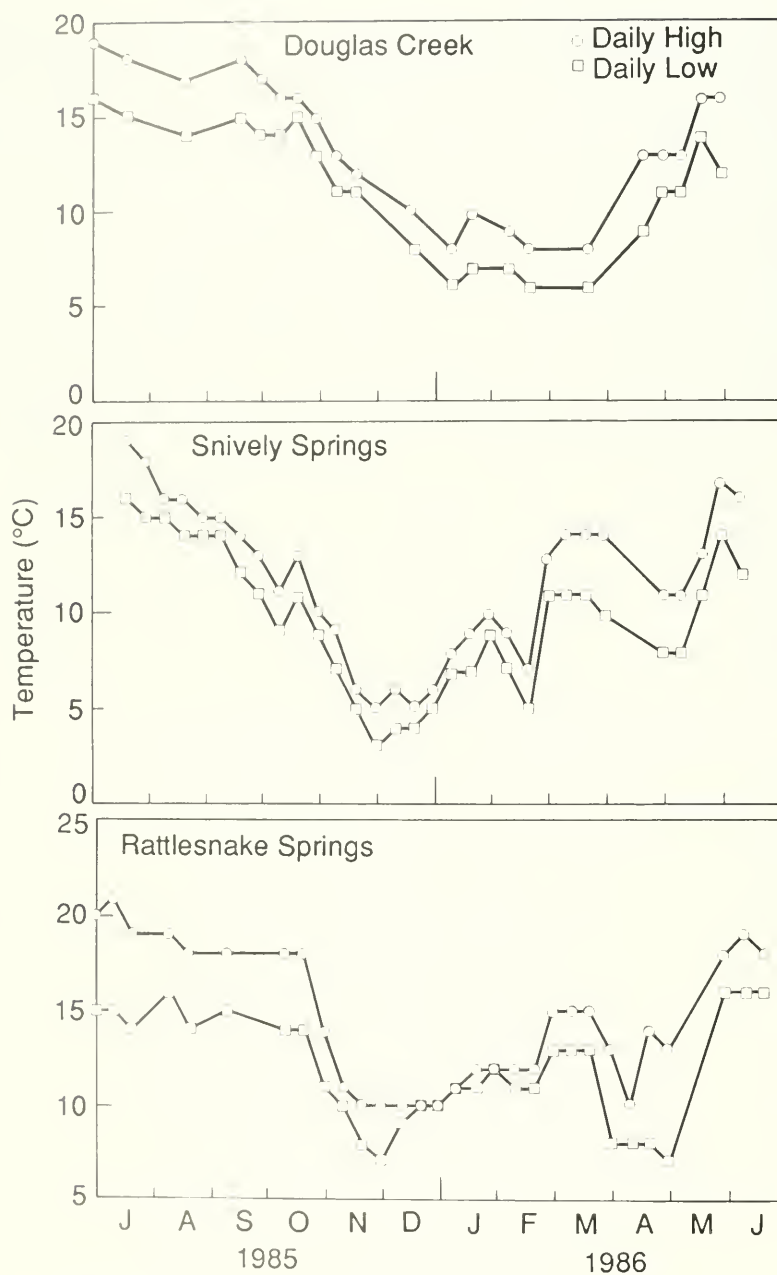 20
Douglas Creek
Daily High
Daily Low
15
10
5
0
20
Snively Springs
15
10
5
0
Temperature (°C)
25
Rattlesnake Springs
20
15
10
5
J A S O N D J F M A M J
1985 1986